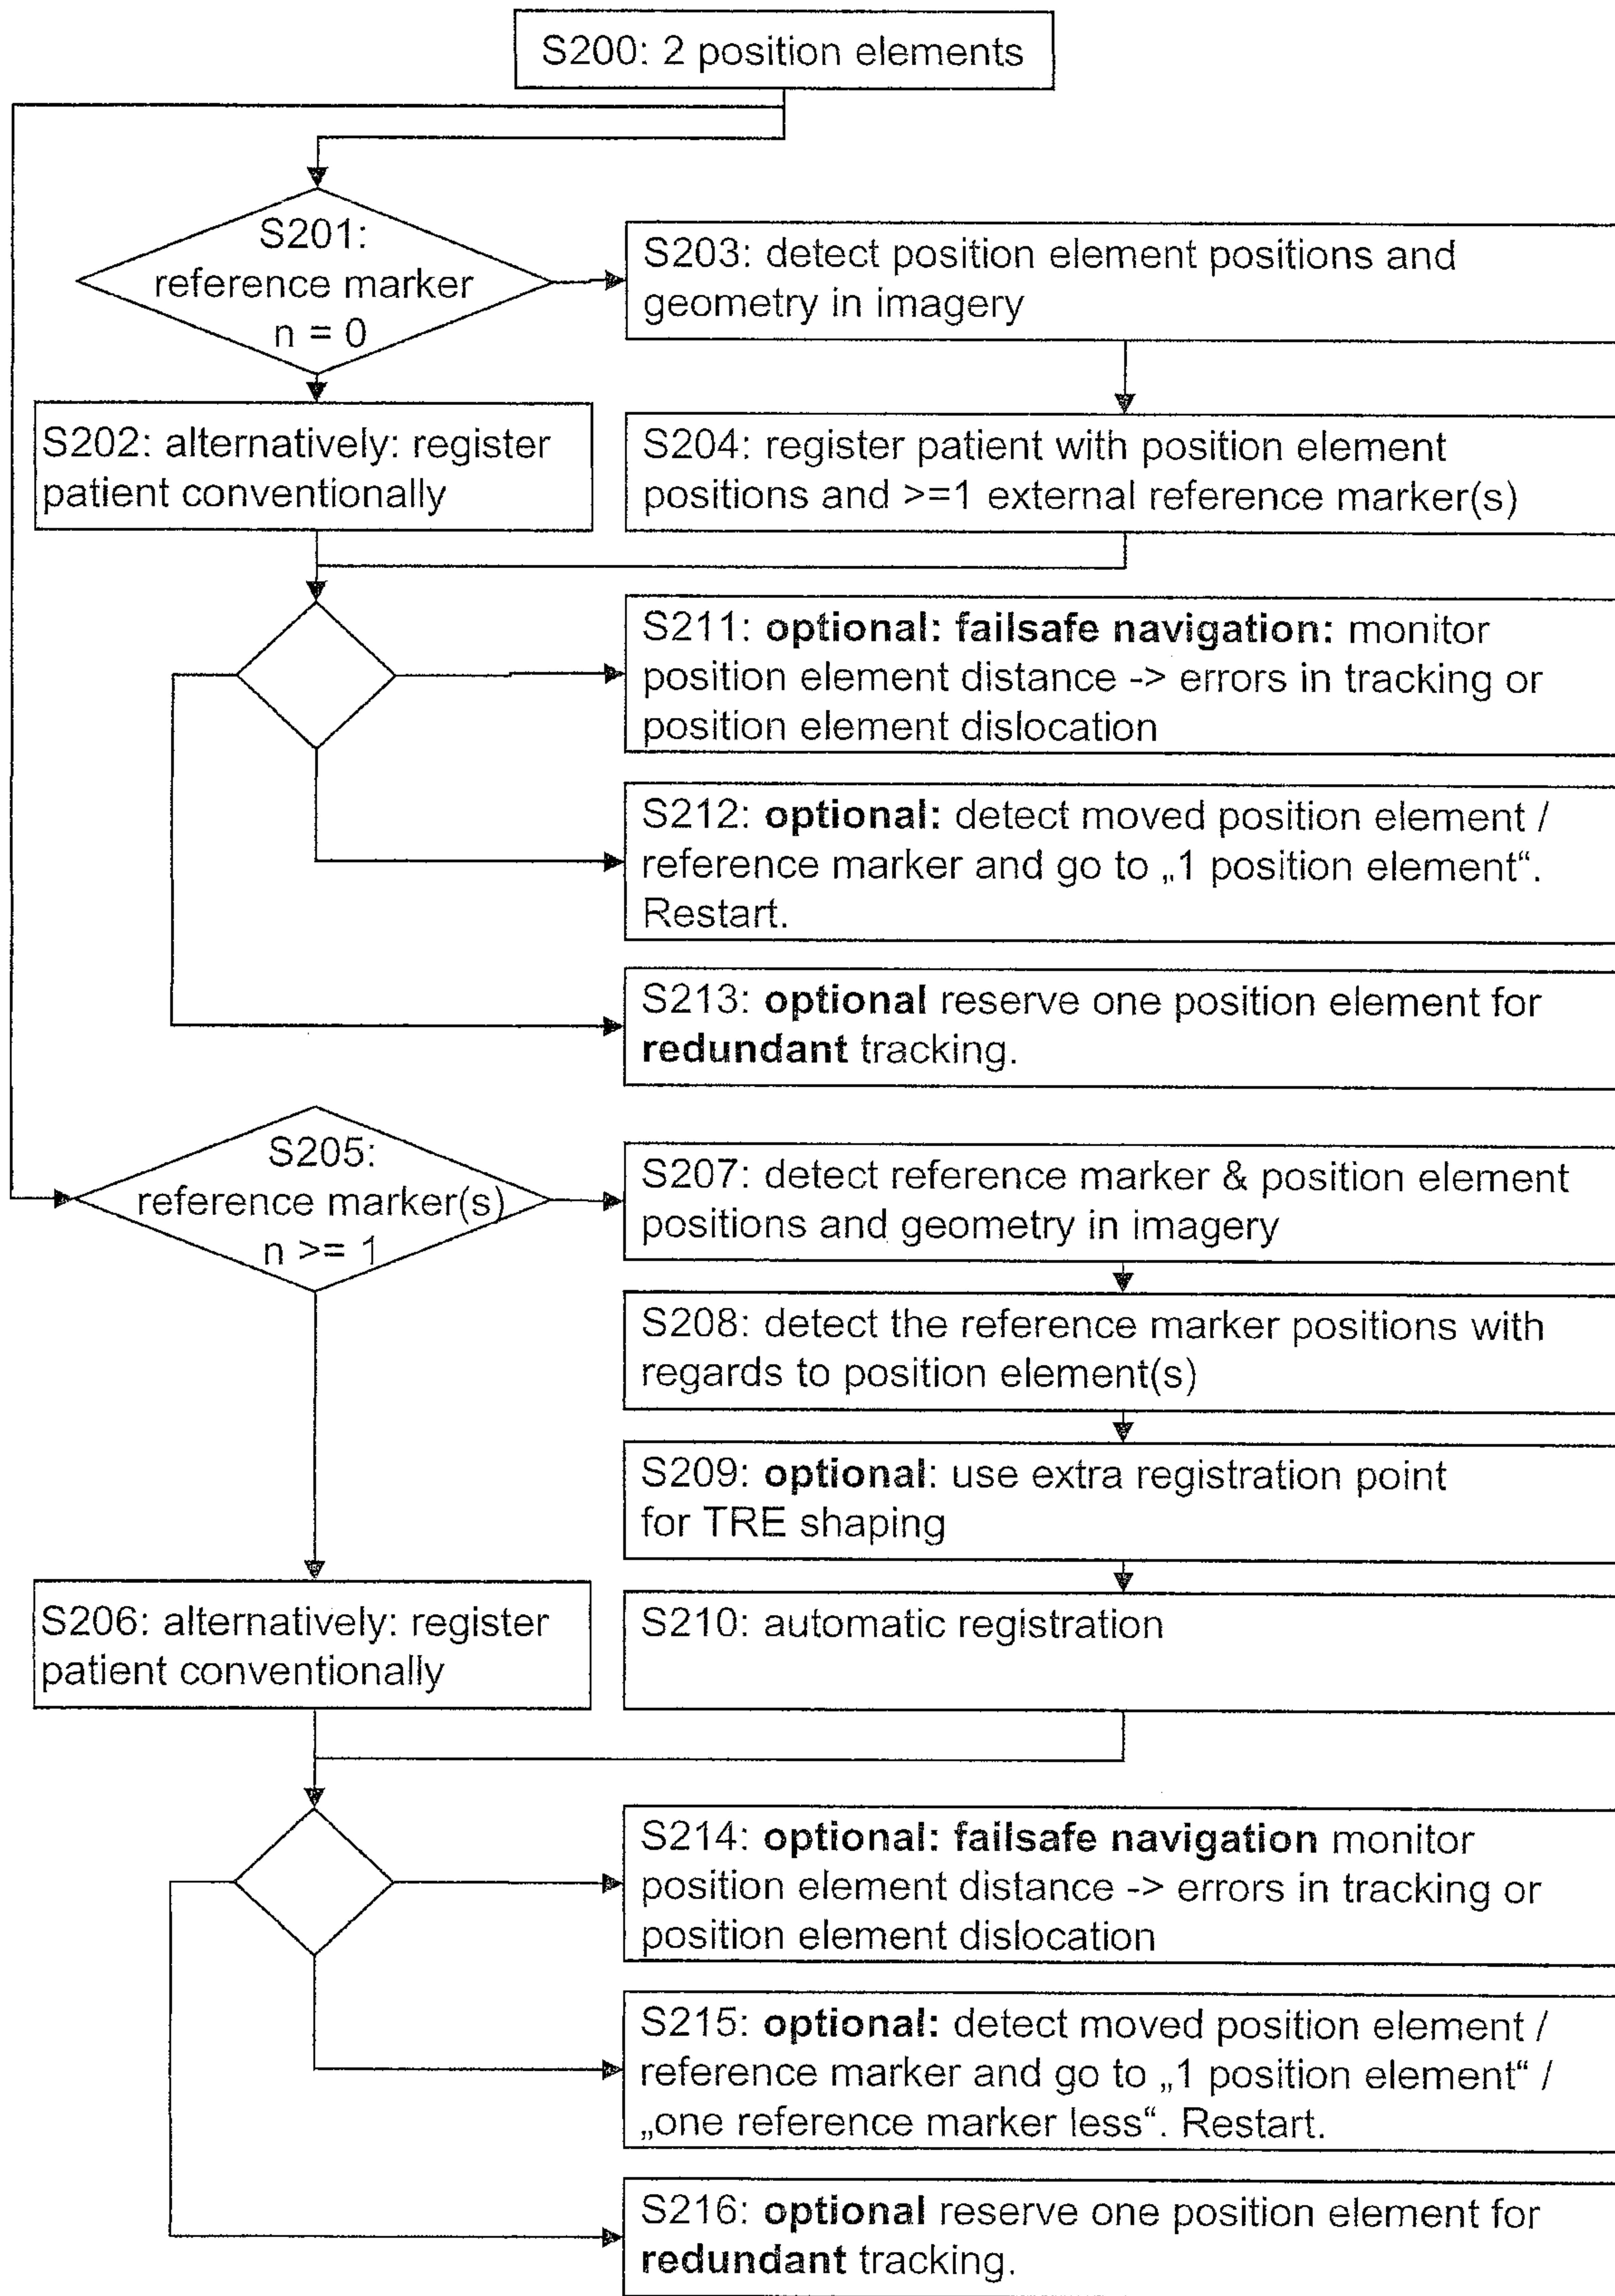 S200: 2 position elements
S201:
reference marker
n = 0
S203: detect position element positions and
geometry in imagery
S202: alternatively: register
patient conventionally
S204: register patient with position element
positions and >=1 external reference marker(s)
S211: optional: failsafe navigation: monitor
position element distance -> errors in tracking or
position element dislocation
S212: optional: detect moved position element /
reference marker and go to „1 position element“.
Restart.
S213: optional reserve one position element for
redundant tracking.
S205:
reference marker(s)
n >= 1
S207: detect reference marker & position element
positions and geometry in imagery
S208: detect the reference marker positions with
regards to position element(s)
S209: optional: use extra registration point
for TRE shaping
S206: alternatively: register
patient conventionally
S210: automatic registration
S214: optional: failsafe navigation monitor
position element distance -> errors in tracking or
position element dislocation
S215: optional: detect moved position element /
reference marker and go to „1 position element“ /
„one reference marker less“. Restart.
S216: optional reserve one position element for
redundant tracking.